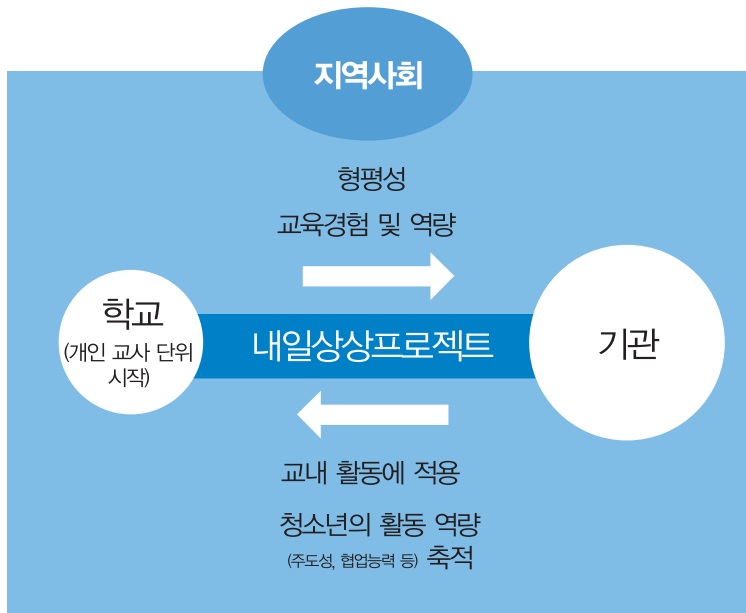 지역사회
형평성
교육경험 및 역량
학교
(개인 교사 단위
시작)
내일상상프로젝트
기관
교내 활동에 적용
청소년의 활동 역량
(주도성, 협업능력 등) 축적